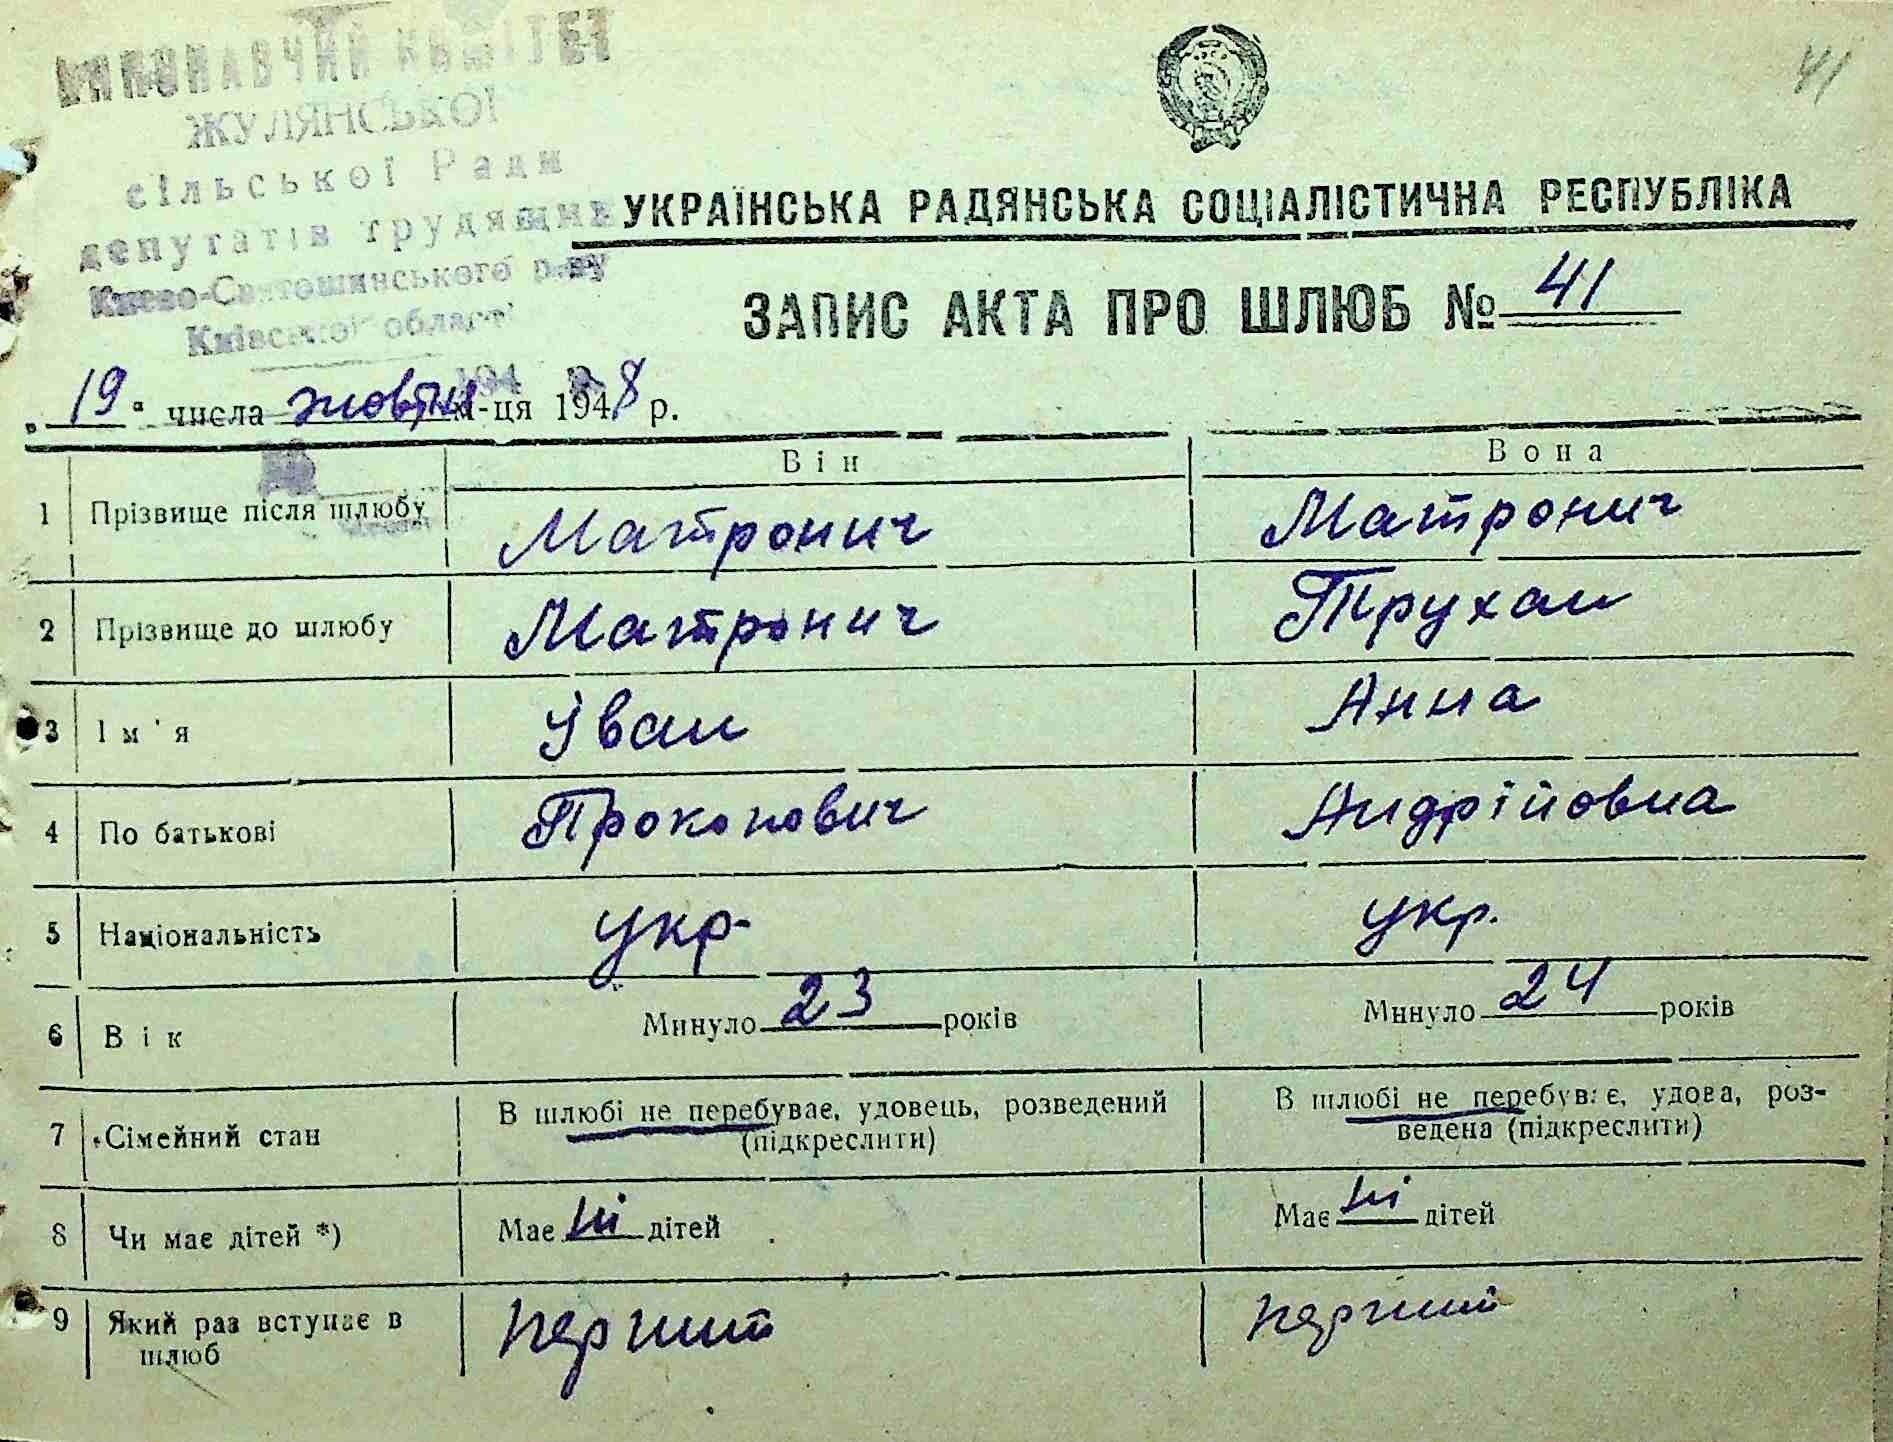 41
ВИКОНАВЧИЙ КОМІТЕТ
ЖУЛЯНСЬКОЇ
сільської Ради
депутатів трудящих
Києво-Святошинського р-ну
Київської області
194 р.
УКРАЇНСЬКА РАДЯНСЬКА СОЦІАЛІСТИЧНА РЕСПУБЛІКА
ЗАПИС АКТА ПРО ШЛЮБ № 41
„19“ числа жовтня м-ця 1948 р.
Він Вона
1 Прізвище після шлюбу Матронич Матронич
2 Прізвище до шлюбу Матронич Трухан
3 Ім'я Іван Анна
4 По батькові Прокопович Андрійовна
5 Національність укр. укр.
6 Вік Минуло 23 років Минуло 24 років
7 Сімейний стан В шлюбі не перебуває, удовець, розведений (підкреслити) В шлюбі не перебуває, удова, роз-
ведена (підкреслити)
8 Чи має дітей *) Має ні дітей Має ні дітей
9 Який раз вступає в перший перший
шлюб